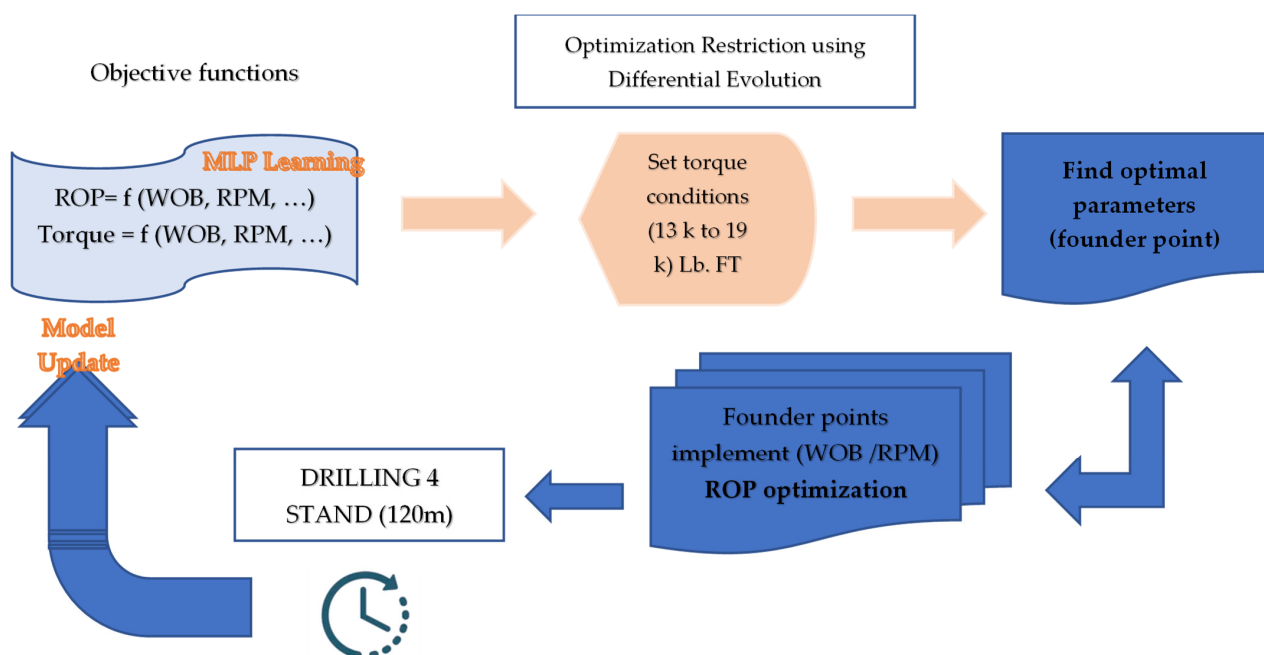 Objective functions
Optimization Restriction using
Differential Evolution
MLP Learning
ROP= f (WOB, RPM, …)
Torque = f (WOB, RPM, …)
Set torque
conditions
(13 k to 19
k) Lb. FT
Find optimal
parameters
(founder point)
Model
Update
Founder points
implement (WOB /RPM)
ROP optimization
DRILLING 4
STAND (120m)